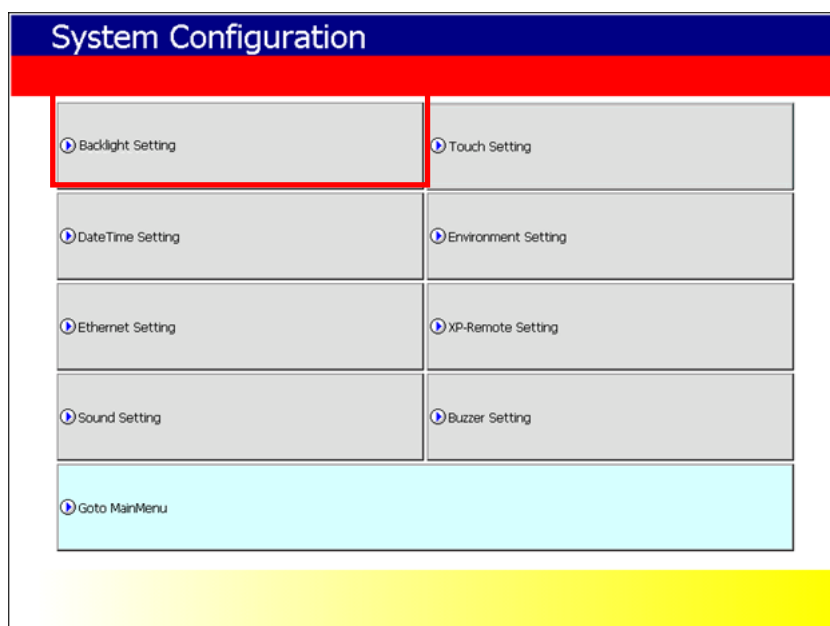 System Configuration
Backlight Setting
Touch Setting
DateTime Setting
Environment Setting
Ethernet Setting
XP-Remote Setting
Sound Setting
Buzzer Setting
Goto MainMenu